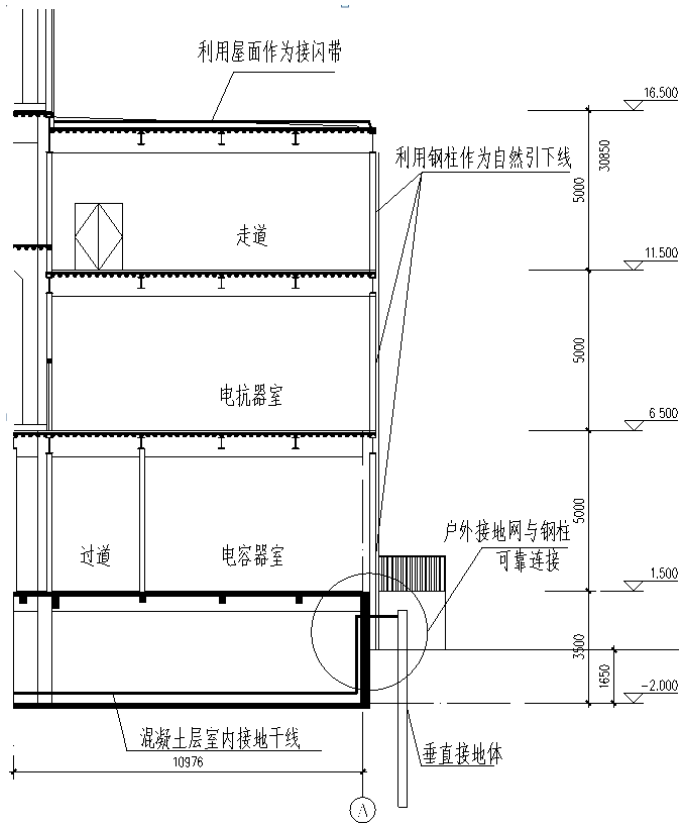 利用屋面作为接闪带
16.500
利用钢柱作为自然引下线
30850
5000
走道
11.500
5000
电抗器室
6 500
户外接地网与钢柱
可靠连接
5000
过道
电容器室
1.500
3500
1650
-2.000
混凝土层室内接地干线
垂直接地体
10976
A